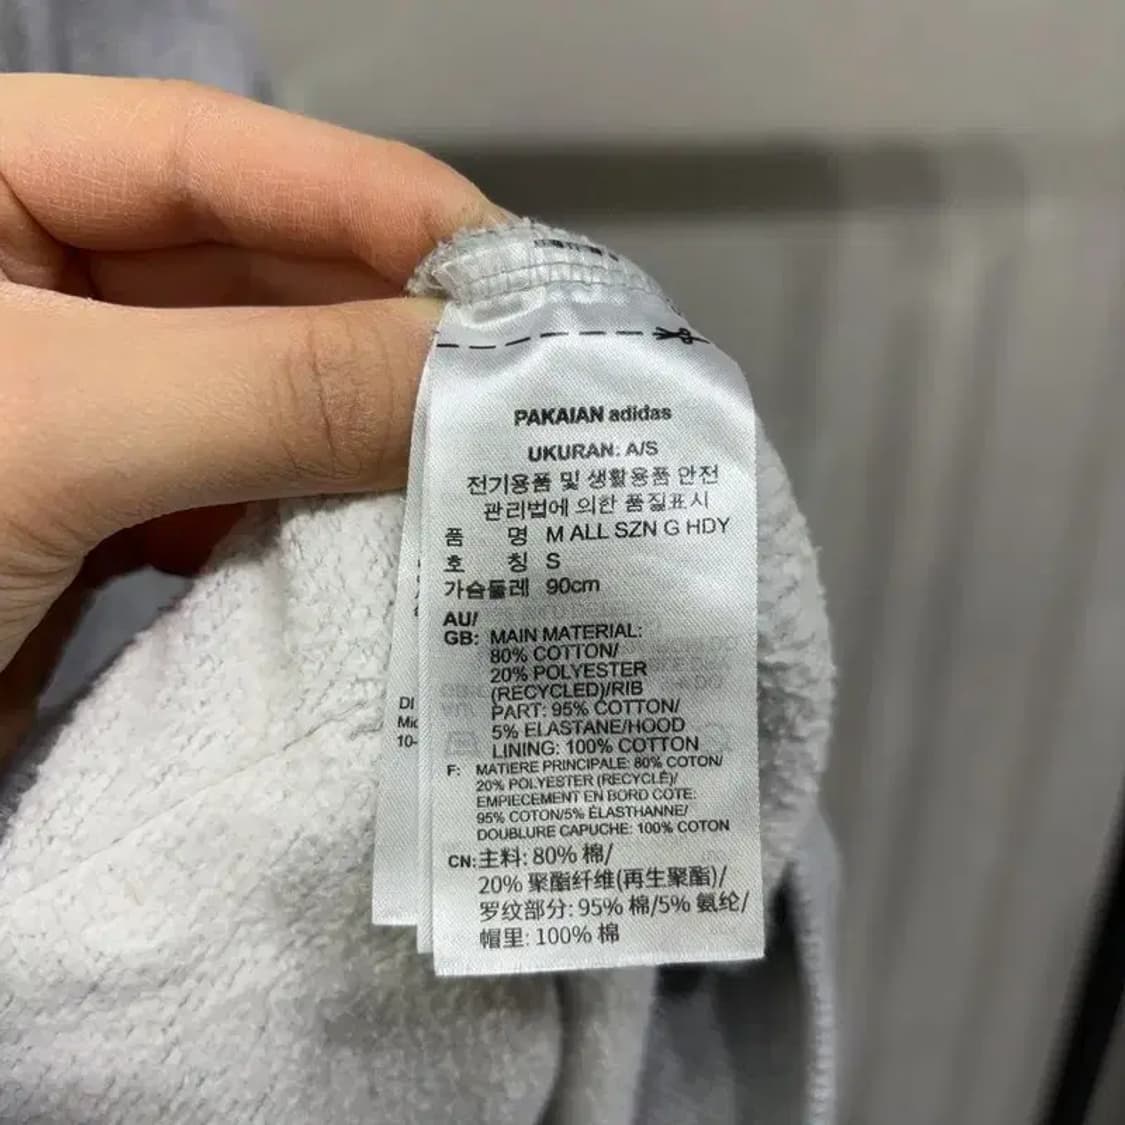 PAKAIAN adidas
UKURAN: A/S
전기용품 및 생활용품 안전
관리법에 의한 품질표시
품 명 M ALL SZN G HDY
호 칭 S
가슴둘레 90cm
AU/
GB: MAIN MATERIAL:
80% COTTON/
20% POLYESTER
(RECYCLED)/RIB
PART: 95% COTTON/
5% ELASTANE/HOOD
LINING: 100% COTTON
F: MATIERE PRINCIPALE: 80% COTON/
20% POLYESTER (RECYCLÉ)/
EMPIECEMENT EN BORD COTE:
95% COTON/5% ÉLASTHANNE/
DOUBLURE CAPUCHE: 100% COTON
CN: 主料: 80% 棉/
20% 聚酯纤维(再生聚酯)/
罗纹部分: 95% 棉/5% 氨纶/
帽里: 100% 棉
DI
Mic
10-